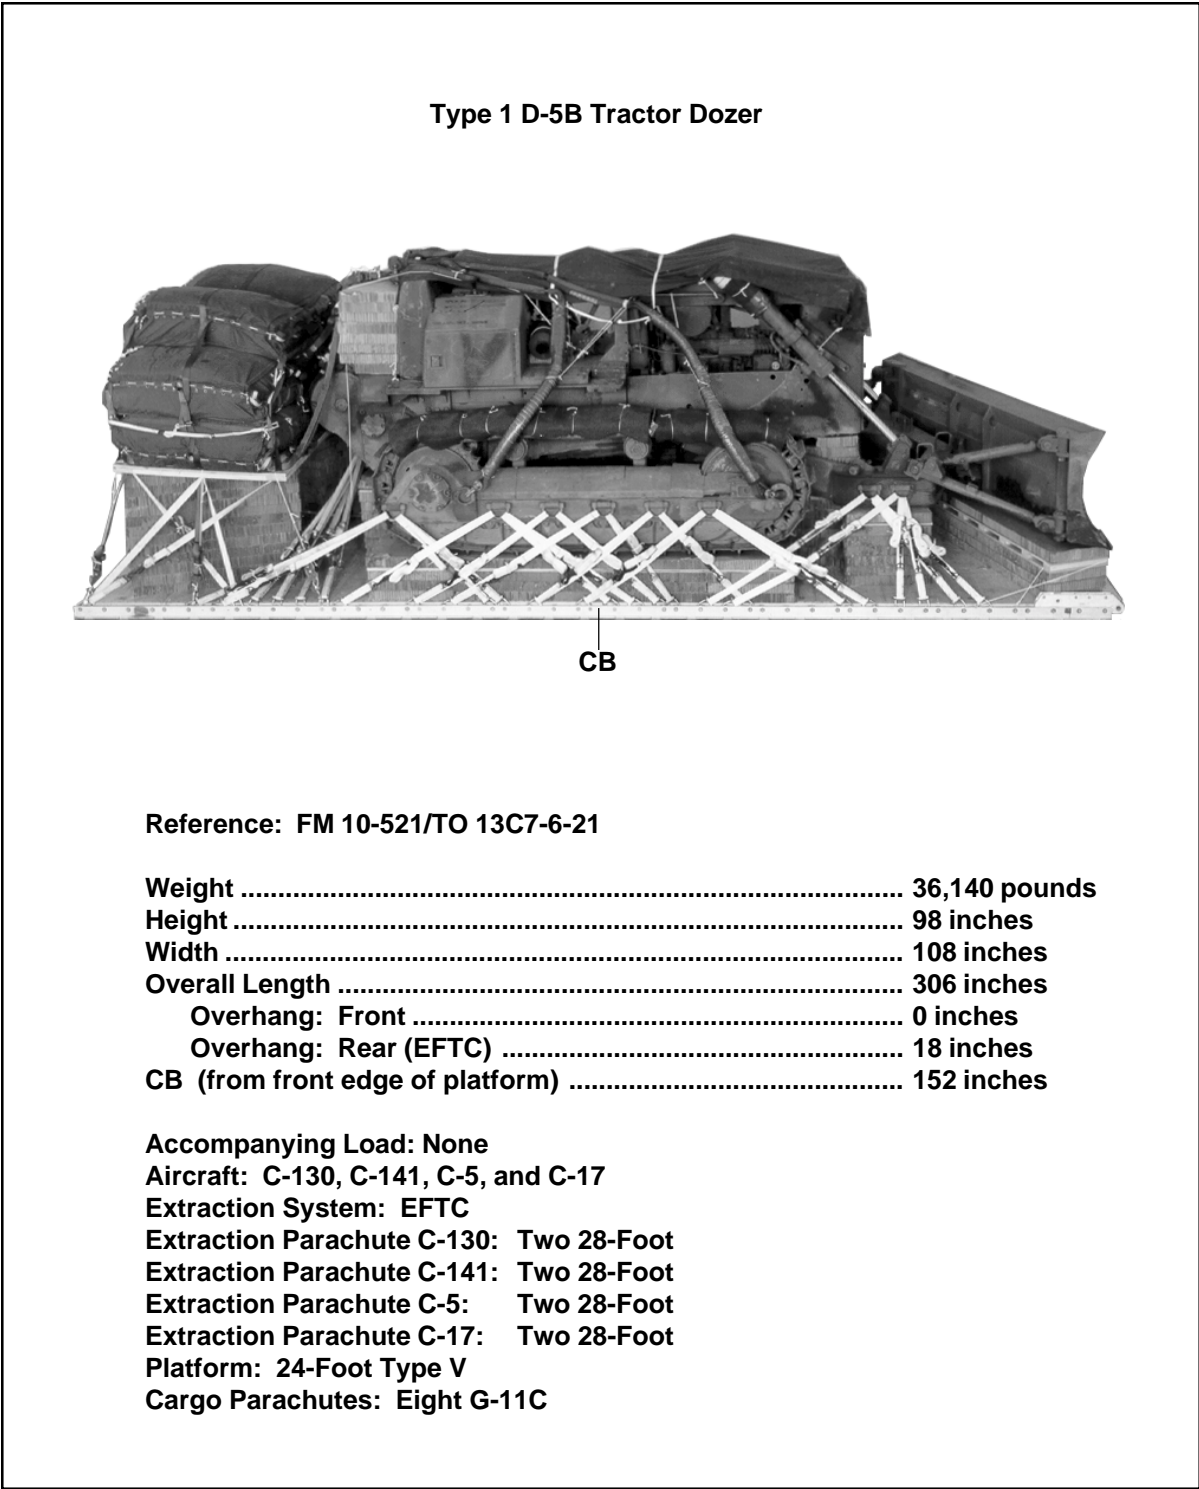 Type 1 D-5B Tractor Dozer
CB
Reference: FM 10-521/TO 13C7-6-21
Weight ........................................................................................... 36,140 pounds
Height ............................................................................................ 98 inches
Width ............................................................................................. 108 inches
Overall Length ............................................................................. 306 inches
Overhang: Front ................................................................... 0 inches
Overhang: Rear (EFTC) ....................................................... 18 inches
CB (from front edge of platform) .............................................. 152 inches
Accompanying Load: None
Aircraft: C-130, C-141, C-5, and C-17
Extraction System: EFTC
Extraction Parachute C-130: Two 28-Foot
Extraction Parachute C-141: Two 28-Foot
Extraction Parachute C-5: Two 28-Foot
Extraction Parachute C-17: Two 28-Foot
Platform: 24-Foot Type V
Cargo Parachutes: Eight G-11C